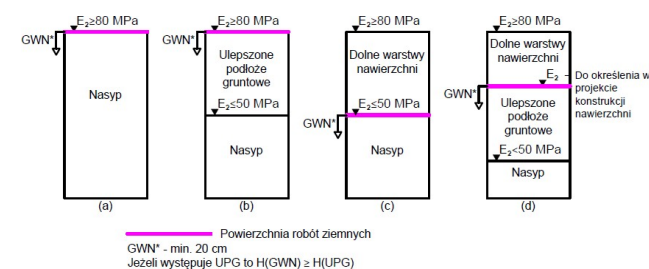 E₂≥80 MPa
GWN*
Nasyp
(a)
E₂≥80 MPa
GWN*
Ulepszone
podłoże
gruntowe
E₂≤50 MPa
Nasyp
(b)
E₂≥80 MPa
Dolne warstwy
nawierzchni
E₂≤50 MPa
GWN*
Nasyp
(c)
E₂≥80 MPa
Dolne warstwy
nawierzchni
E₂ - Do określenia w
projekcie
konstrukcji
nawierzchni
GWN*
Ulepszone
podłoże
gruntowe
E₂<50 MPa
Nasyp
(d)
Powierzchnia robót ziemnych
GWN* - min. 20 cm
Jeżeli występuje UPG to H(GWN) ≥ H(UPG)